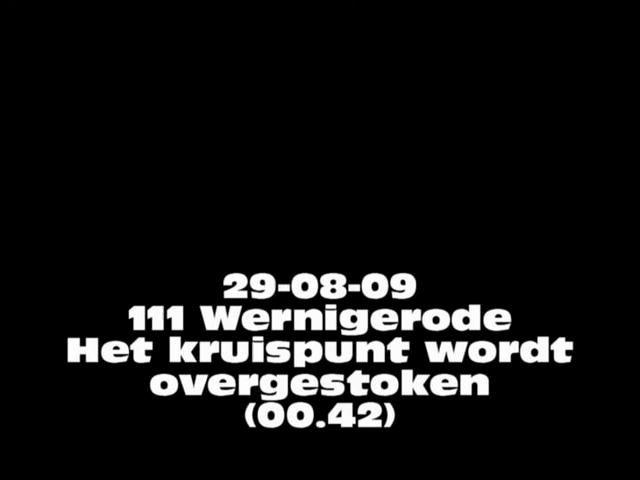 29-08-09
111 Wernigerode
Het kruispunt wordt
overgestoken
(00.42)